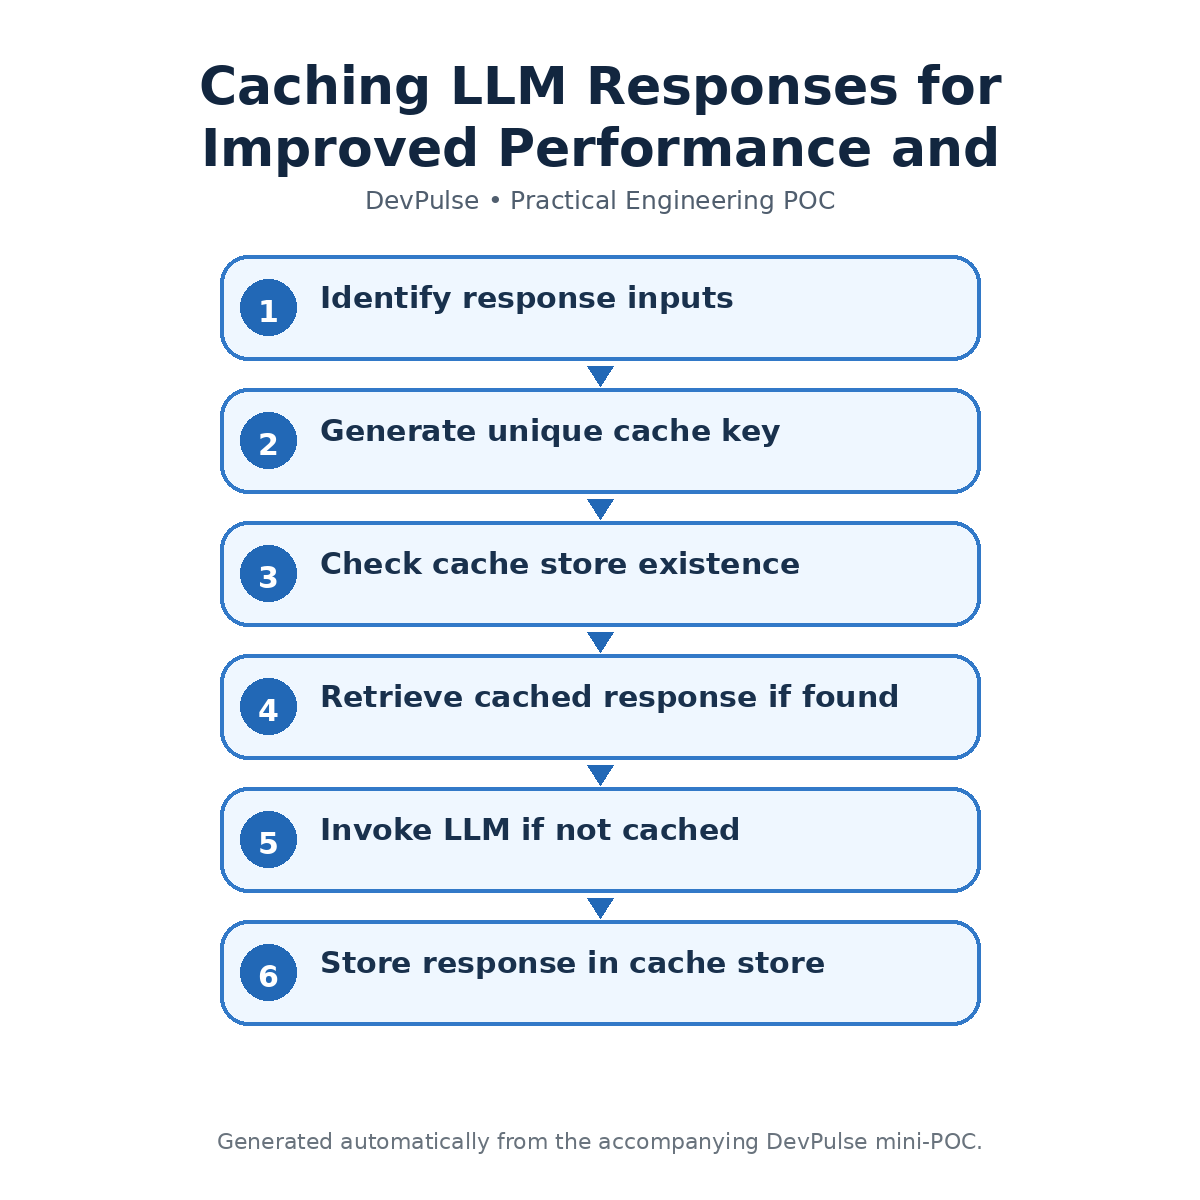 Caching LLM Responses for
Improved Performance and
DevPulse • Practical Engineering POC
1 Identify response inputs
2 Generate unique cache key
3 Check cache store existence
4 Retrieve cached response if found
5 Invoke LLM if not cached
6 Store response in cache store
Generated automatically from the accompanying DevPulse mini-POC.